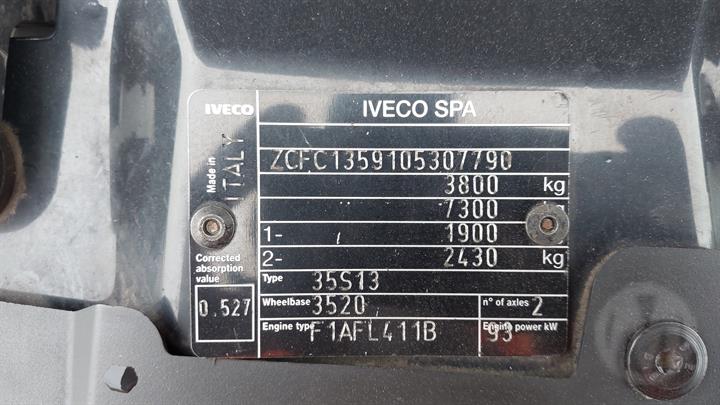 IVECO IVECO SPA
Made in ITALY
ZCFC1359105307790
3800 kg
7300
1- 1900
2- 2430 kg
Corrected absorption value
0.527
Type 35S13
Wheelbase 3520 n° of axles 2
Engine type F1AFL411B Engine power kW 93